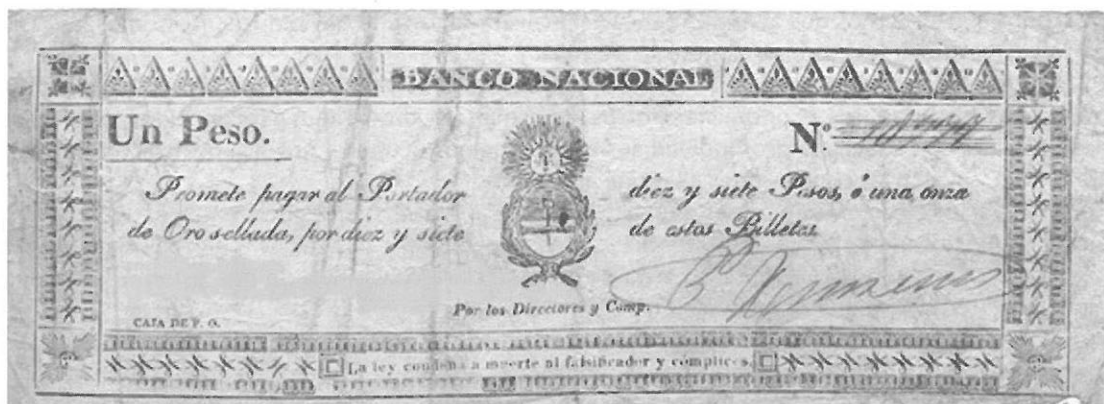 BANCO NACIONAL
Un Peso.
N.º
Promete pagar al Portador diez y siete Pesos, ó una onza
de Oro sellada, por diez y siete de estos Billetes
Por los Directores y Comp.
CAJA DE F. O.
La ley condena a muerte al falsificador y cómplices.